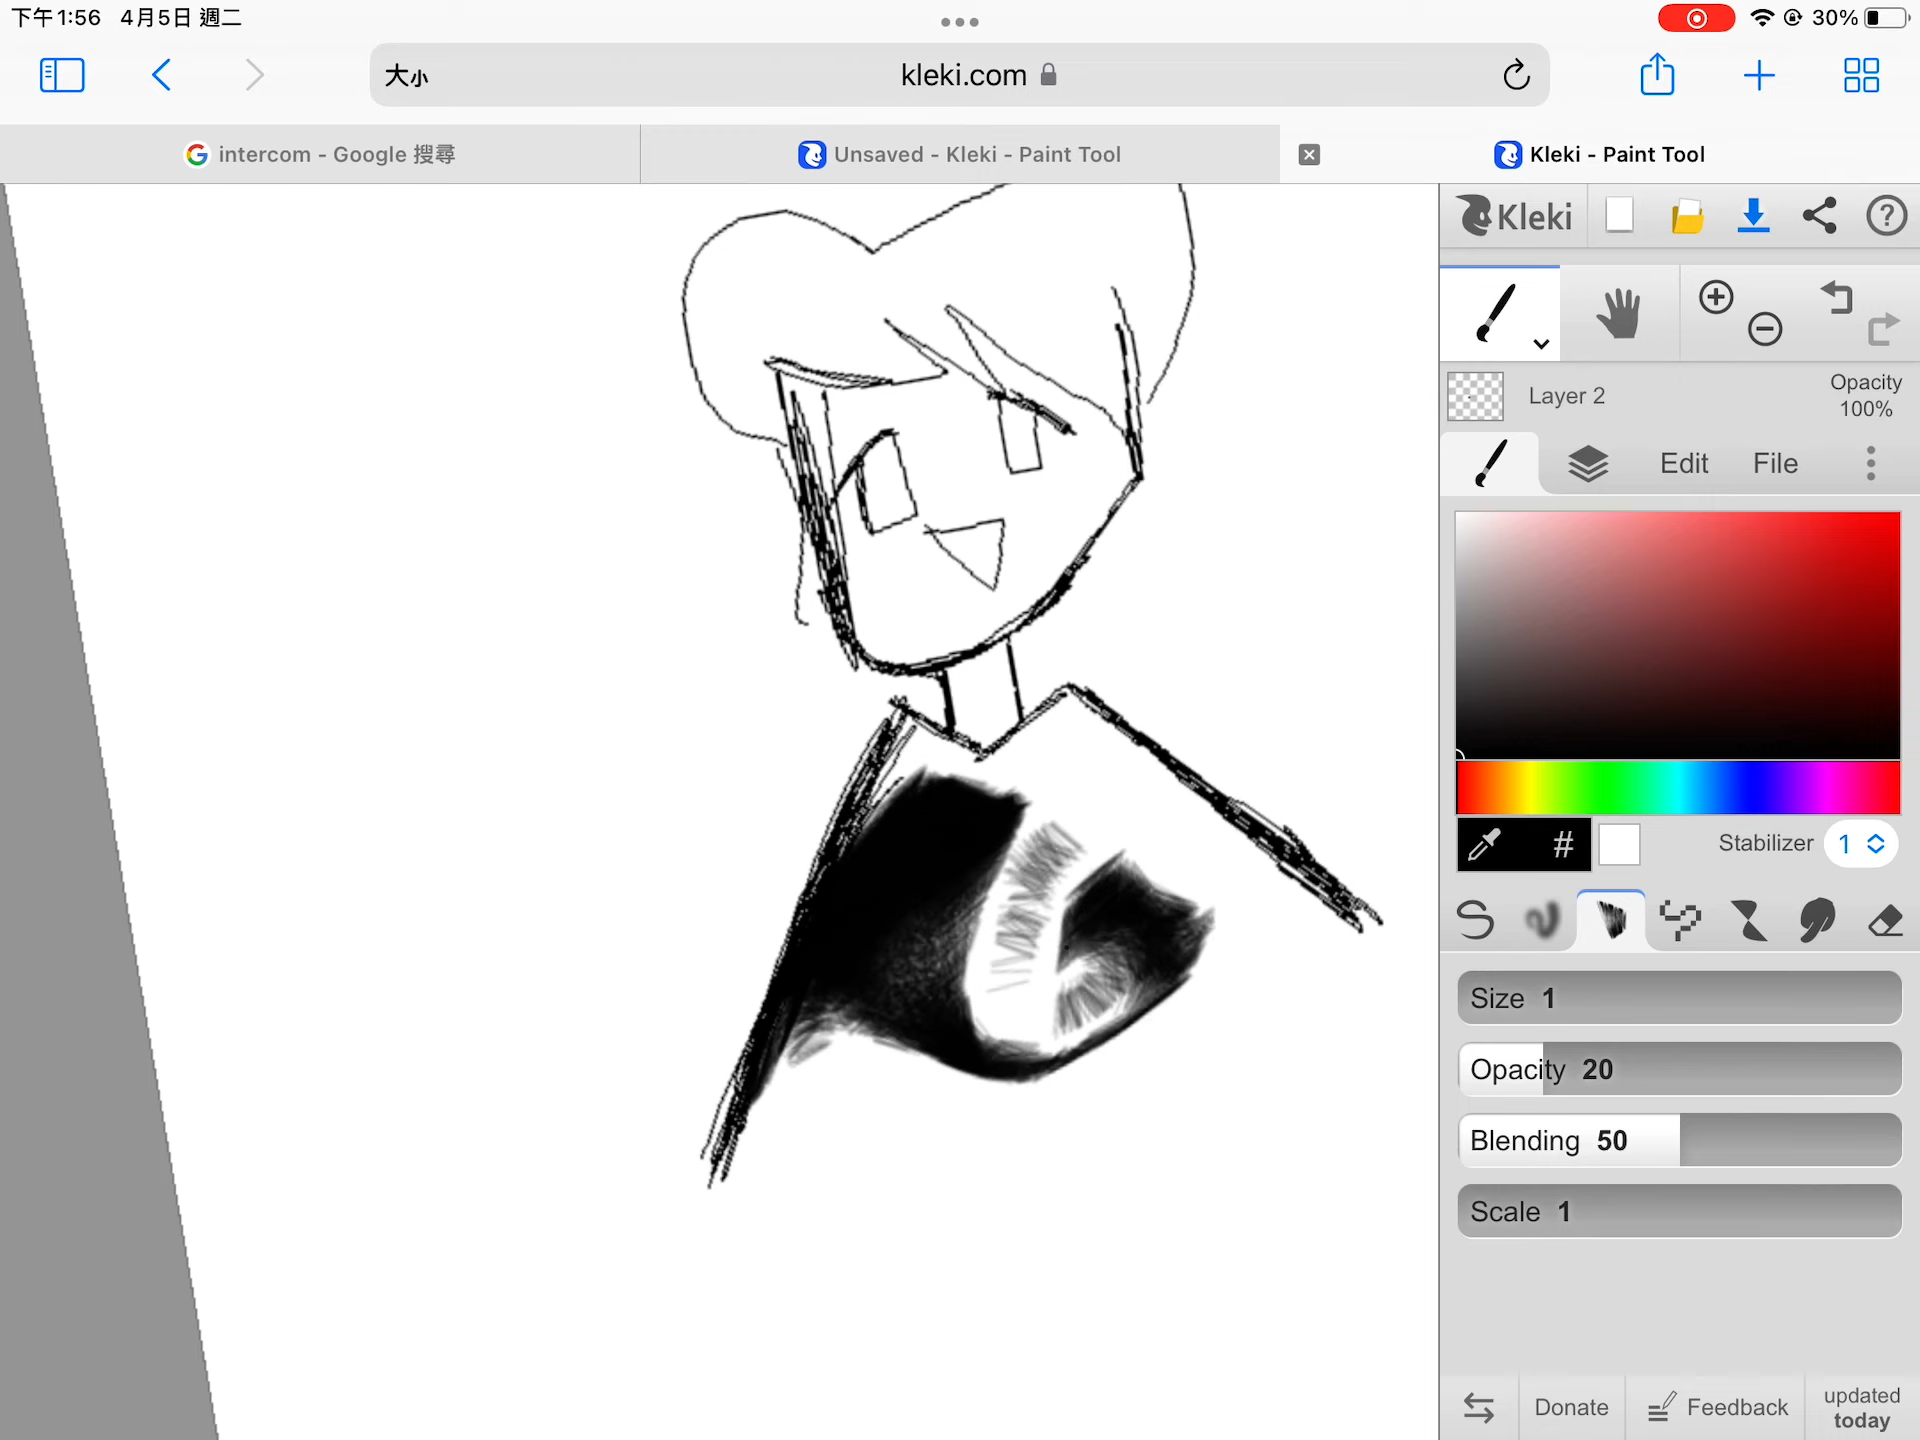 下午1:56 4月5日 週二
30%
大小
kleki.com
intercom - Google 搜尋
Unsaved - Kleki - Paint Tool
Kleki - Paint Tool
Kleki
Layer 2
Opacity
100%
Edit
File
#
Stabilizer
1
Size 1
Opacity 20
Blending 50
Scale 1
Donate
Feedback
updated
today